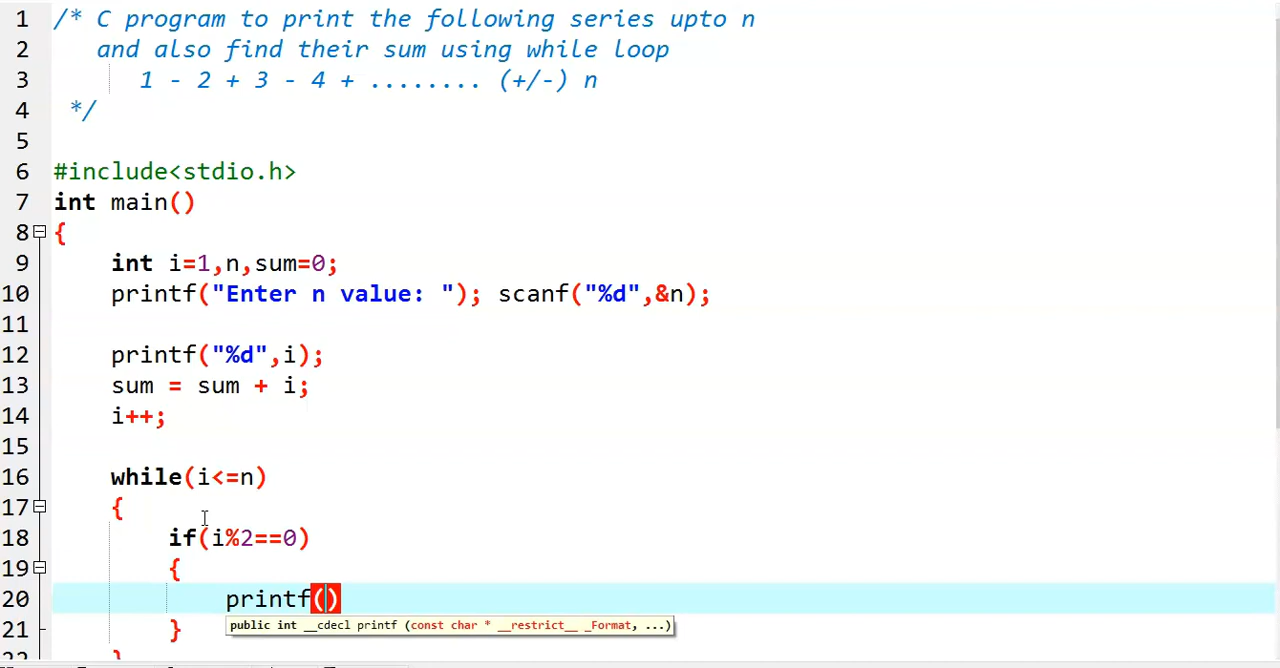 1 /* C program to print the following series upto n
2 and also find their sum using while loop
3 1 - 2 + 3 - 4 + ........ (+/-) n
4 */
5
6 #include<stdio.h>
7 int main()
8 {
9 int i=1,n,sum=0;
10 printf("Enter n value: "); scanf("%d",&n);
11
12 printf("%d",i);
13 sum = sum + i;
14 i++;
15
16 while(i<=n)
17 {
18 if(i%2==0)
19 {
20 printf()
public int __cdecl printf (const char * __restrict__ _Format, ...)
21 }
22 }